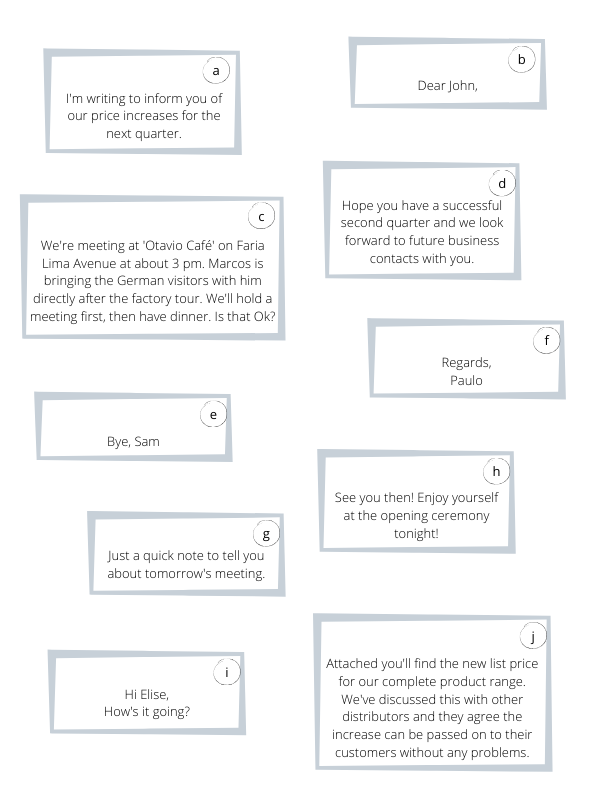 a
I'm writing to inform you of
our price increases for the
next quarter.
b
Dear John,
c
We're meeting at 'Otavio Café' on Faria
Lima Avenue at about 3 pm. Marcos is
bringing the German visitors with him
directly after the factory tour. We'll hold a
meeting first, then have dinner. Is that Ok?
d
Hope you have a successful
second quarter and we look
forward to future business
contacts with you.
f
Regards,
Paulo
e
Bye, Sam
h
See you then! Enjoy yourself
at the opening ceremony
tonight!
g
Just a quick note to tell you
about tomorrow's meeting.
i
Hi Elise,
How's it going?
j
Attached you'll find the new list price
for our complete product range.
We've discussed this with other
distributors and they agree the
increase can be passed on to their
customers without any problems.